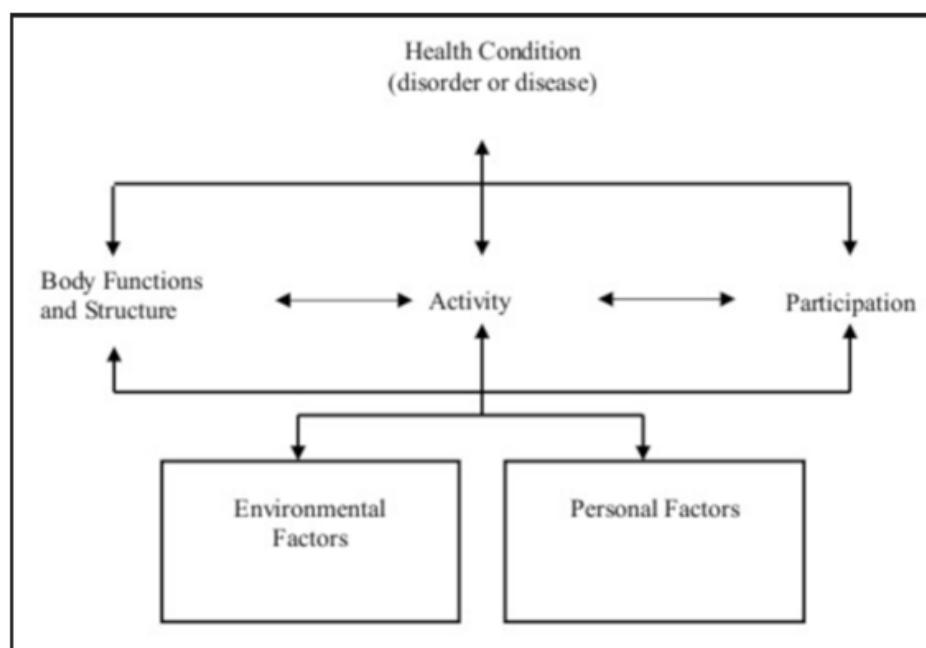 Health Condition
(disorder or disease)
Body Functions
and Structure
Activity
Participation
Environmental
Factors
Personal Factors